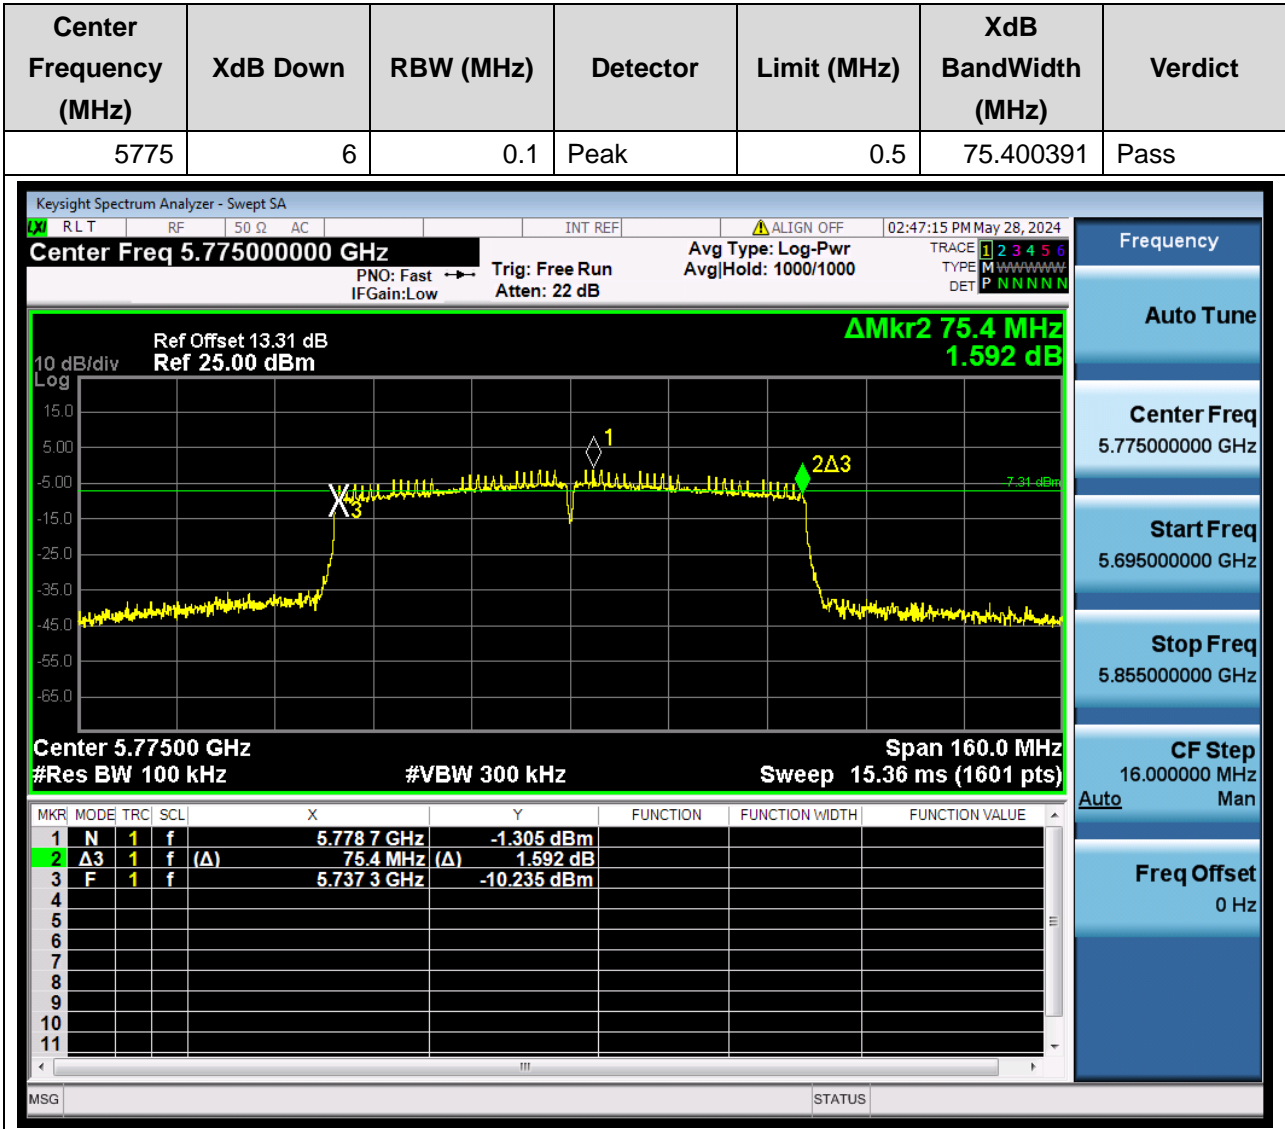 Center Frequency (MHz) XdB Down RBW (MHz) Detector Limit (MHz) XdB BandWidth (MHz) Verdict
5775 6 0.1 Peak 0.5 75.400391 Pass
Keysight Spectrum Analyzer - Swept SA
LXI RLT RF 50 Ω AC INT REF ALIGN OFF 02:47:15 PM May 28, 2024
Center Freq 5.775000000 GHz
PNO: Fast
IFGain:Low
Trig: Free Run
Atten: 22 dB
Avg Type: Log-Pwr
Avg|Hold: 1000/1000
TRACE 1 2 3 4 5 6
TYPE M W W W W W
DET P N N N N N
ΔMkr2 75.4 MHz
1.592 dB
Ref Offset 13.31 dB
10 dB/div Ref 25.00 dBm
Log
15.0
5.00
-5.00
-15.0
-25.0
-35.0
-45.0
-55.0
-65.0
1
2Δ3
3
-7.31 dBm
Center 5.77500 GHz Span 160.0 MHz
#Res BW 100 kHz #VBW 300 kHz Sweep 15.36 ms (1601 pts)
MKR MODE TRC SCL X Y FUNCTION FUNCTION WIDTH FUNCTION VALUE
1 N 1 f 5.778 7 GHz -1.305 dBm
2 Δ3 1 f (Δ) 75.4 MHz (Δ) 1.592 dB
3 F 1 f 5.737 3 GHz -10.235 dBm
4
5
6
7
8
9
10
11
MSG STATUS
Frequency
Auto Tune
Center Freq
5.775000000 GHz
Start Freq
5.695000000 GHz
Stop Freq
5.855000000 GHz
CF Step
16.000000 MHz
Auto Man
Freq Offset
0 Hz